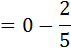 = 0 − 2/5